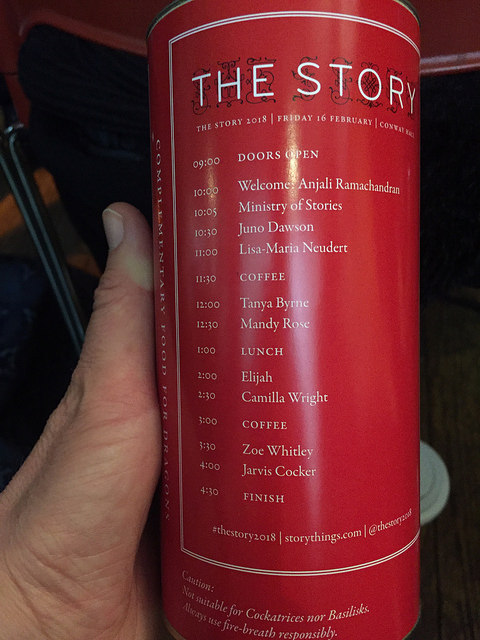 THE STORY
THE STORY 2018 | FRIDAY 16 FEBRUARY | CONWAY HALL
09:00 DOORS OPEN
10:00 Welcome: Anjali Ramachandran
10:05 Ministry of Stories
10:30 Juno Dawson
11:00 Lisa-Maria Neudert
11:30 COFFEE
12:00 Tanya Byrne
12:30 Mandy Rose
1:00 LUNCH
2:00 Elijah
2:30 Camilla Wright
3:00 COFFEE
3:30 Zoe Whitley
4:00 Jarvis Cocker
4:30 FINISH
#thestory2018 | storythings.com | @thestory2018
Caution:
Not suitable for Cockatrices nor Basilisks.
Always use fire-breath responsibly.
COMPLEMENTARY FOOD FOR DRAGONS